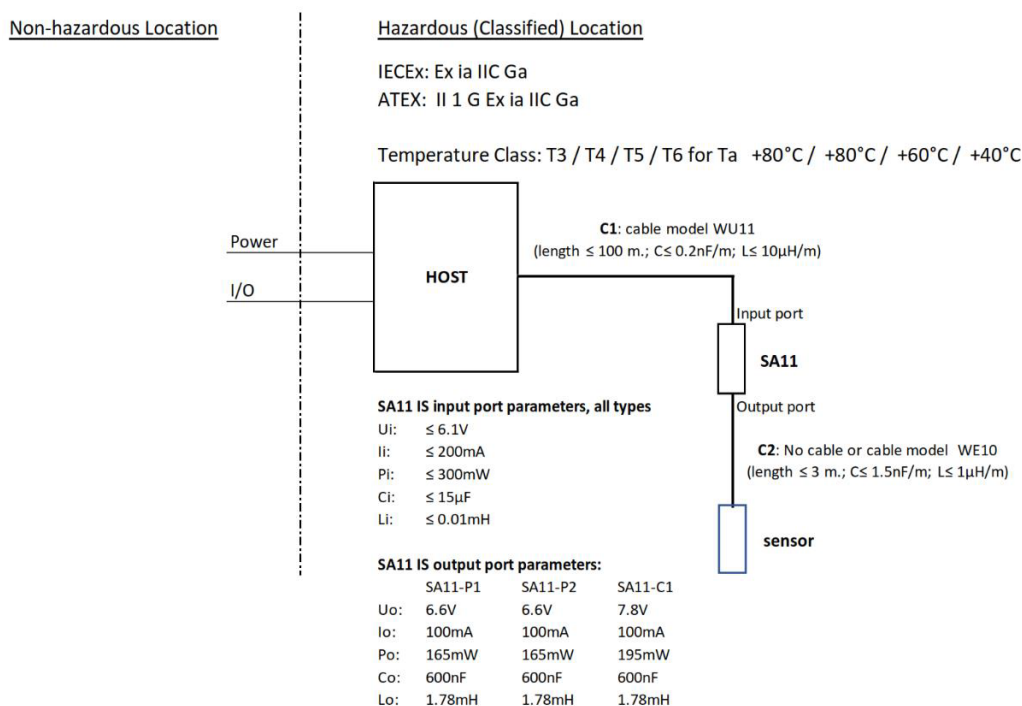 Non-hazardous Location
Hazardous (Classified) Location
IECEx: Ex ia IIC Ga
ATEX: II 1 G Ex ia IIC Ga
Temperature Class: T3 / T4 / T5 / T6 for Ta +80°C / +80°C / +60°C / +40°C
Power
I/O
HOST
C1: cable model WU11
(length ≤ 100 m.; C≤ 0.2nF/m; L≤ 10µH/m)
Input port
SA11
Output port
C2: No cable or cable model WE10
(length ≤ 3 m.; C≤ 1.5nF/m; L≤ 1µH/m)
sensor
SA11 IS input port parameters, all types
Ui: ≤ 6.1V
Ii: ≤ 200mA
Pi: ≤ 300mW
Ci: ≤ 15µF
Li: ≤ 0.01mH
SA11 IS output port parameters:
SA11-P1 SA11-P2 SA11-C1
Uo: 6.6V 6.6V 7.8V
Io: 100mA 100mA 100mA
Po: 165mW 165mW 195mW
Co: 600nF 600nF 600nF
Lo: 1.78mH 1.78mH 1.78mH